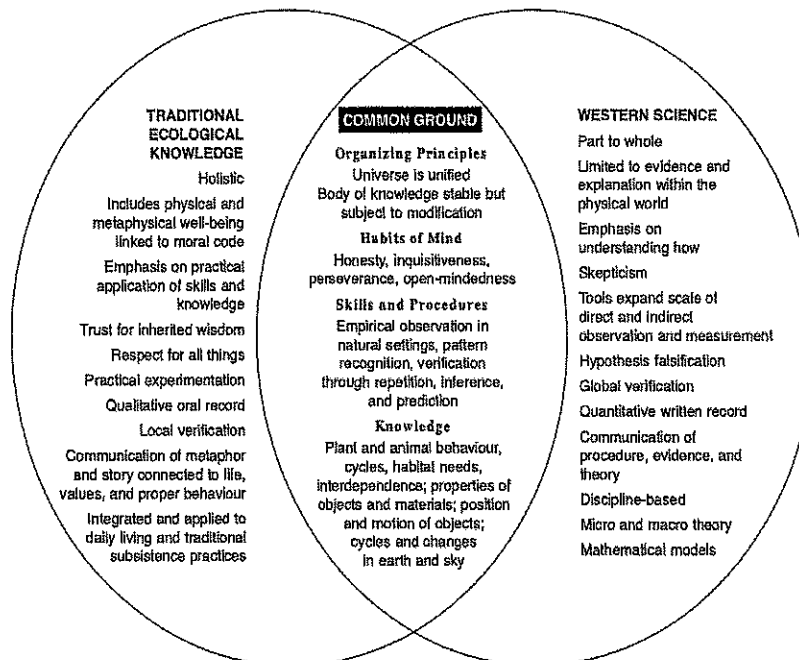 TRADITIONAL
ECOLOGICAL
KNOWLEDGE
Holistic
Includes physical and
metaphysical well-being
linked to moral code
Emphasis on practical
application of skills and
knowledge
Trust for inherited wisdom
Respect for all things
Practical experimentation
Qualitative oral record
Local verification
Communication of metaphor
and story connected to life,
values, and proper behaviour
Integrated and applied to
daily living and traditional
subsistence practices
COMMON GROUND
Organizing Principles
Universe is unified
Body of knowledge stable but
subject to modification
Habits of Mind
Honesty, inquisitiveness,
perseverance, open-mindedness
Skills and Procedures
Empirical observation in
natural settings, pattern
recognition, verification
through repetition, inference,
and prediction
Knowledge
Plant and animal behaviour,
cycles, habitat needs,
interdependence; properties of
objects and materials; position
and motion of objects;
cycles and changes
in earth and sky
WESTERN SCIENCE
Part to whole
Limited to evidence and
explanation within the
physical world
Emphasis on
understanding how
Skepticism
Tools expand scale of
direct and indirect
observation and measurement
Hypothesis falsification
Global verification
Quantitative written record
Communication of
procedure, evidence, and
theory
Discipline-based
Micro and macro theory
Mathematical models